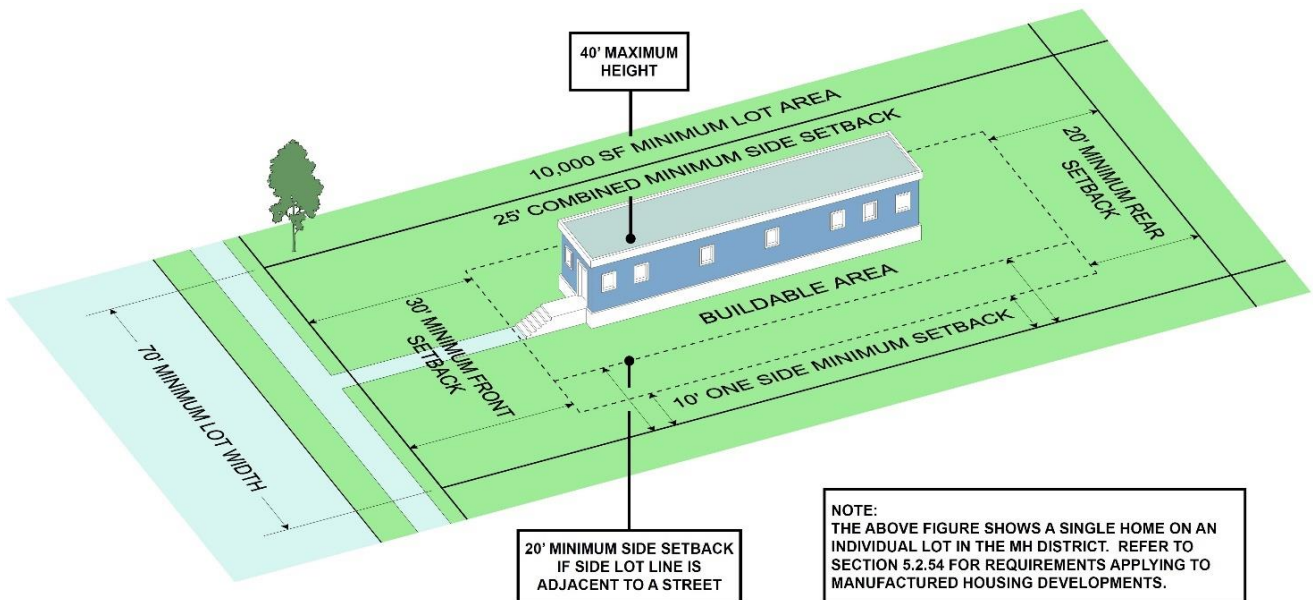 40' MAXIMUM
HEIGHT
10,000 SF MINIMUM LOT AREA
25' COMBINED MINIMUM SIDE SETBACK
20' MINIMUM REAR
SETBACK
30' MINIMUM FRONT
SETBACK
BUILDABLE AREA
10' ONE SIDE MINIMUM SETBACK
70' MINIMUM LOT WIDTH
20' MINIMUM SIDE SETBACK
IF SIDE LOT LINE IS
ADJACENT TO A STREET
NOTE:
THE ABOVE FIGURE SHOWS A SINGLE HOME ON AN
INDIVIDUAL LOT IN THE MH DISTRICT. REFER TO
SECTION 5.2.54 FOR REQUIREMENTS APPLYING TO
MANUFACTURED HOUSING DEVELOPMENTS.